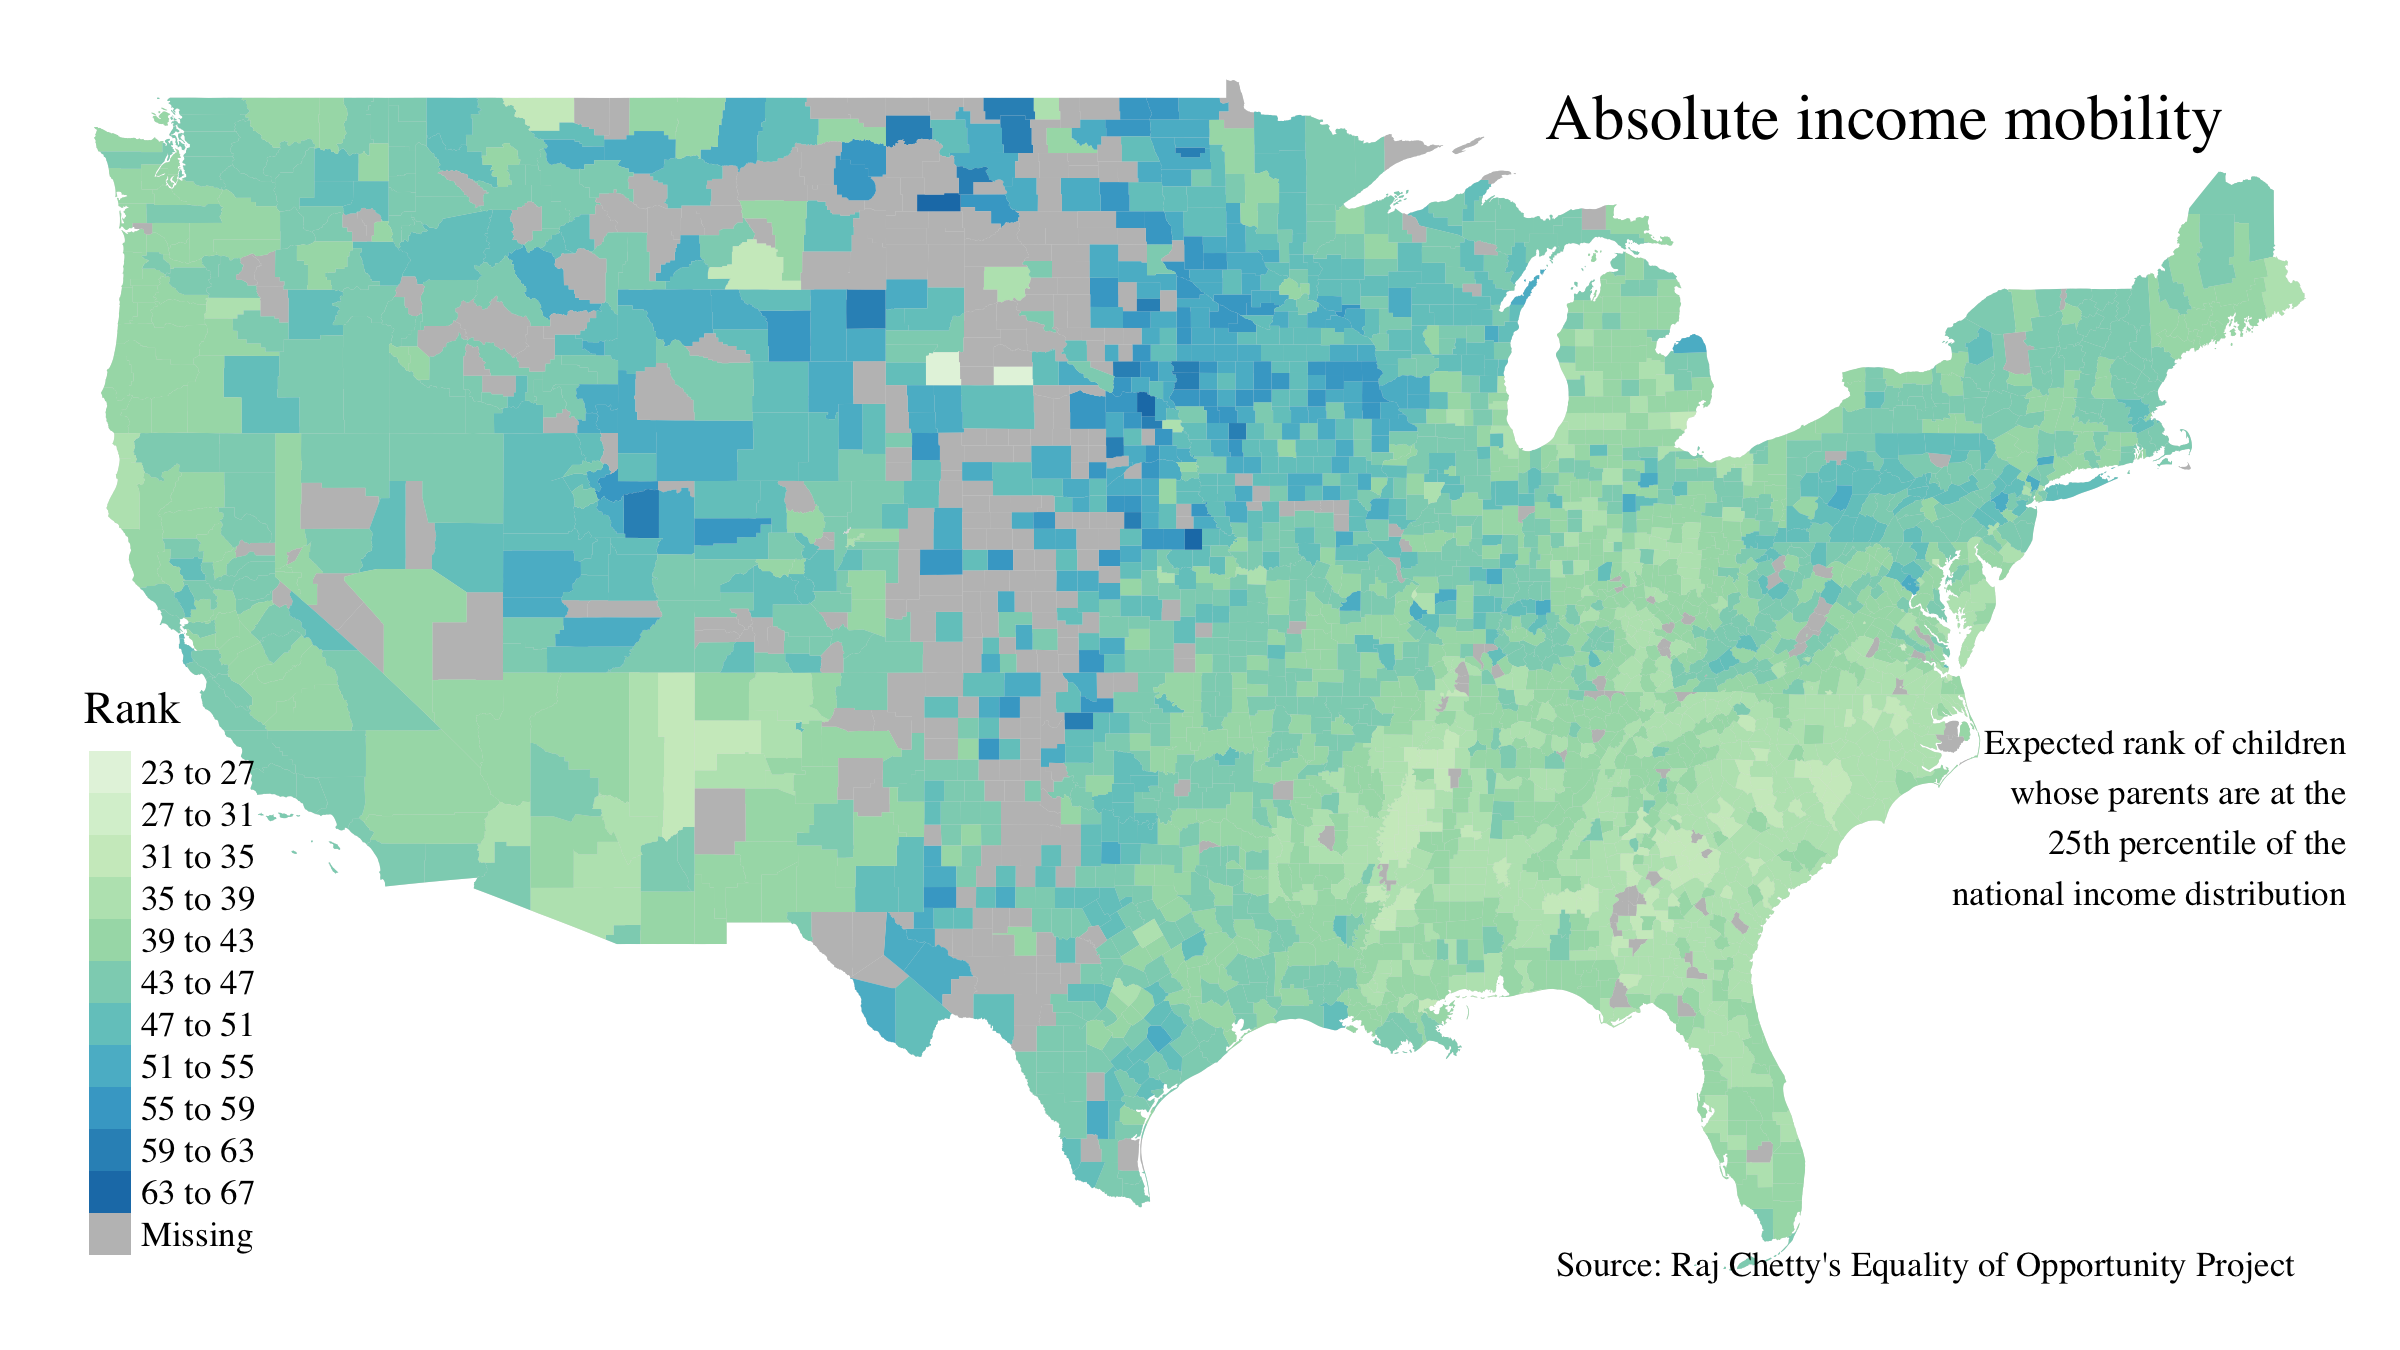 Absolute income mobility
Rank
23 to 27
27 to 31
31 to 35
35 to 39
39 to 43
43 to 47
47 to 51
51 to 55
55 to 59
59 to 63
63 to 67
Missing
Expected rank of children
whose parents are at the
25th percentile of the
national income distribution
Source: Raj Chetty's Equality of Opportunity Project